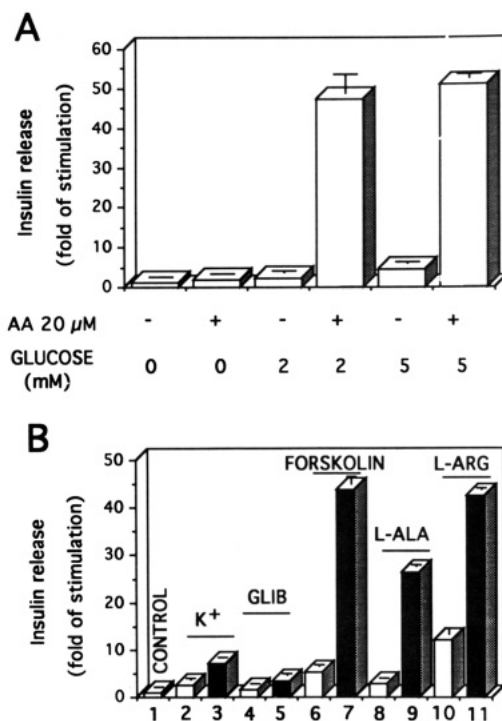 A
Insulin release
(fold of stimulation)
60
50
40
30
20
10
0
AA 20 µM - + - + - +
GLUCOSE 0 0 2 2 5 5
(mM)
B
Insulin release
(fold of stimulation)
50
40
30
20
10
0
CONTROL
K+
GLIB
FORSKOLIN
L-ALA
L-ARG
1 2 3 4 5 6 7 8 9 10 11